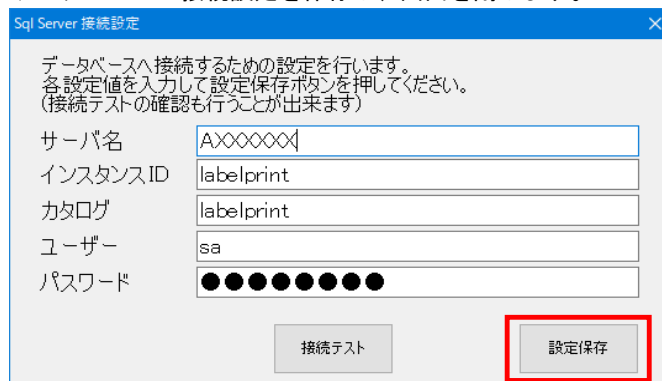 Sql Server 接続設定
データベースへ接続するための設定を行います。
各設定値を入力して設定保存ボタンを押してください。
(接続テストの確認も行うことが出来ます)
サーバ名 AXXXXXX
インスタンスID labelprint
カタログ labelprint
ユーザー sa
パスワード ●●●●●●●●
接続テスト 設定保存